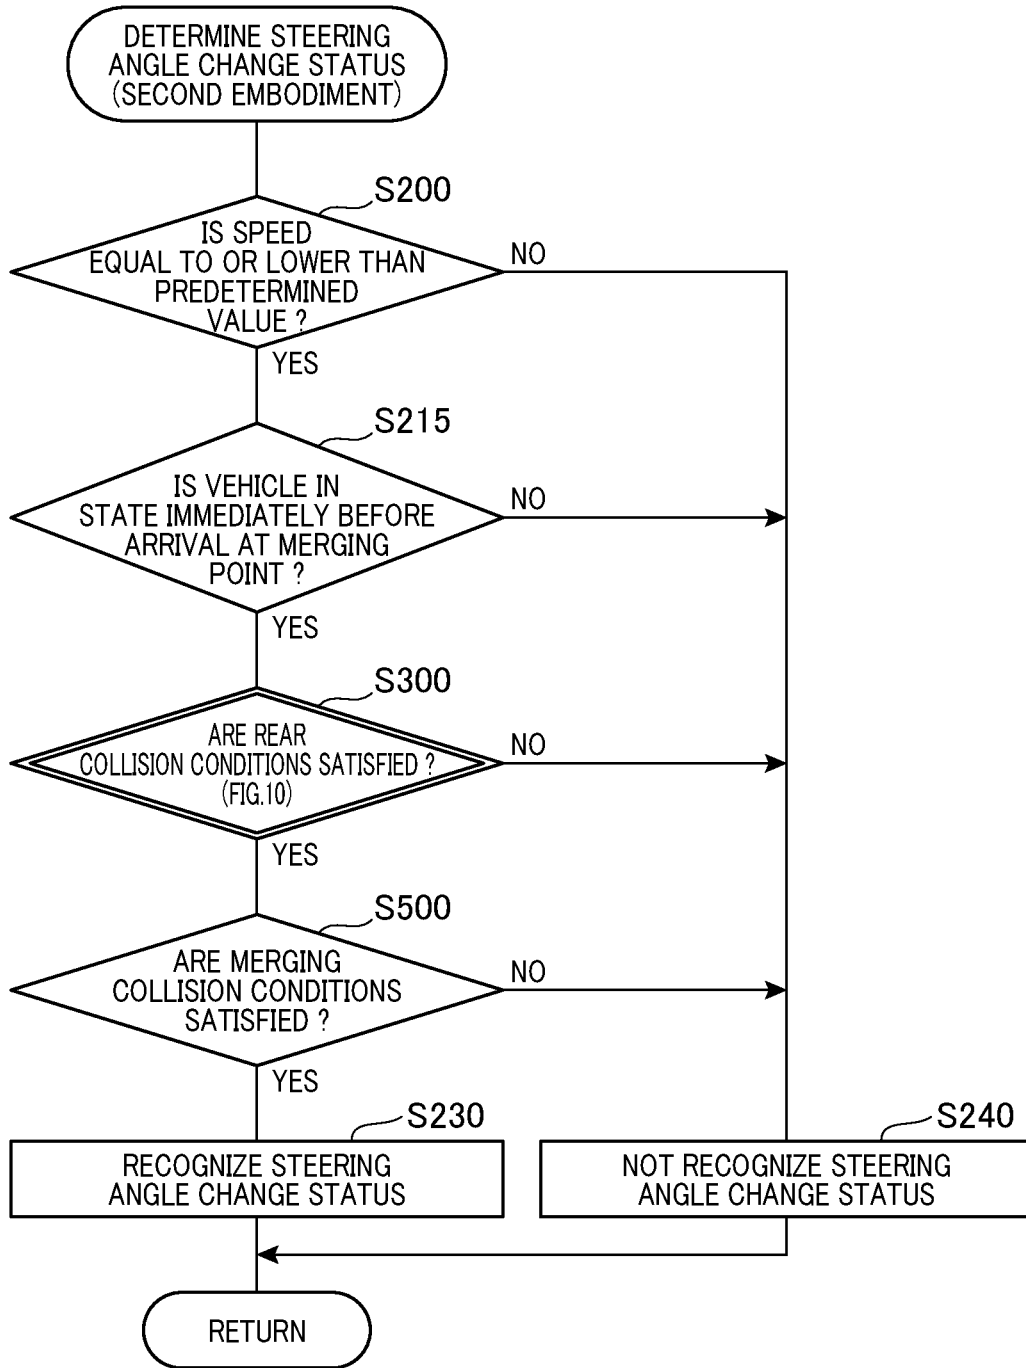 DETERMINE STEERING
ANGLE CHANGE STATUS
(SECOND EMBODIMENT)
S200
IS SPEED
EQUAL TO OR LOWER THAN
PREDETERMINED
VALUE ?
NO
YES
S215
IS VEHICLE IN
STATE IMMEDIATELY BEFORE
ARRIVAL AT MERGING
POINT ?
NO
YES
S300
ARE REAR
COLLISION CONDITIONS SATISFIED ?
(FIG.10)
NO
YES
S500
ARE MERGING
COLLISION CONDITIONS
SATISFIED ?
NO
YES
S230
RECOGNIZE STEERING
ANGLE CHANGE STATUS
S240
NOT RECOGNIZE STEERING
ANGLE CHANGE STATUS
RETURN